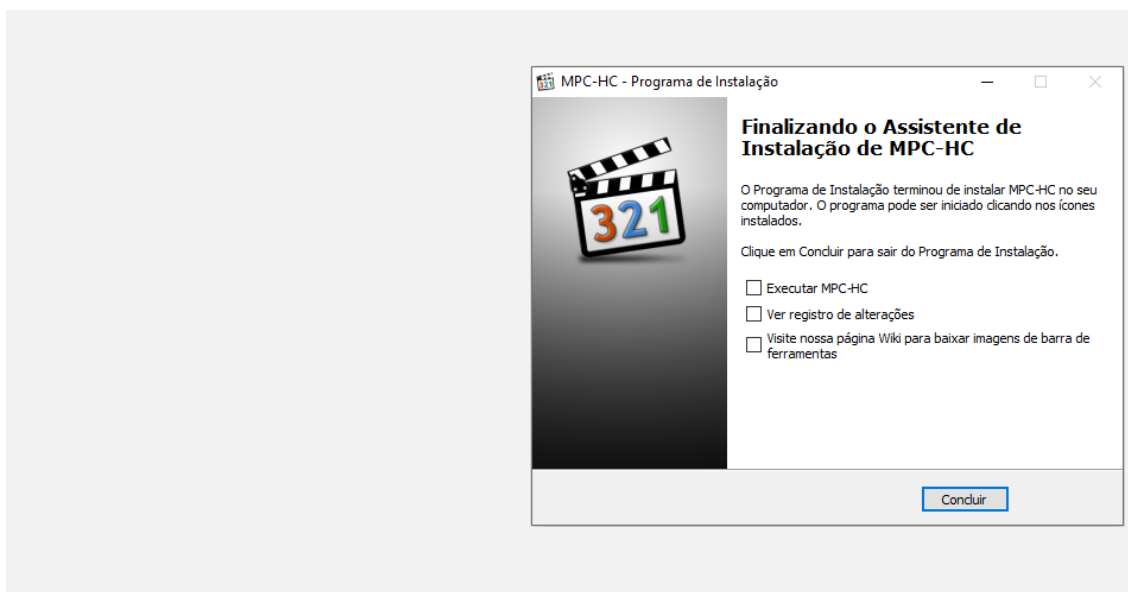 MPC-HC - Programa de Instalação
Finalizando o Assistente de
Instalação de MPC-HC
O Programa de Instalação terminou de instalar MPC-HC no seu
computador. O programa pode ser iniciado clicando nos ícones
instalados.
Clique em Concluir para sair do Programa de Instalação.
Executar MPC-HC
Ver registro de alterações
Visite nossa página Wiki para baixar imagens de barra de
ferramentas
321
Concluir